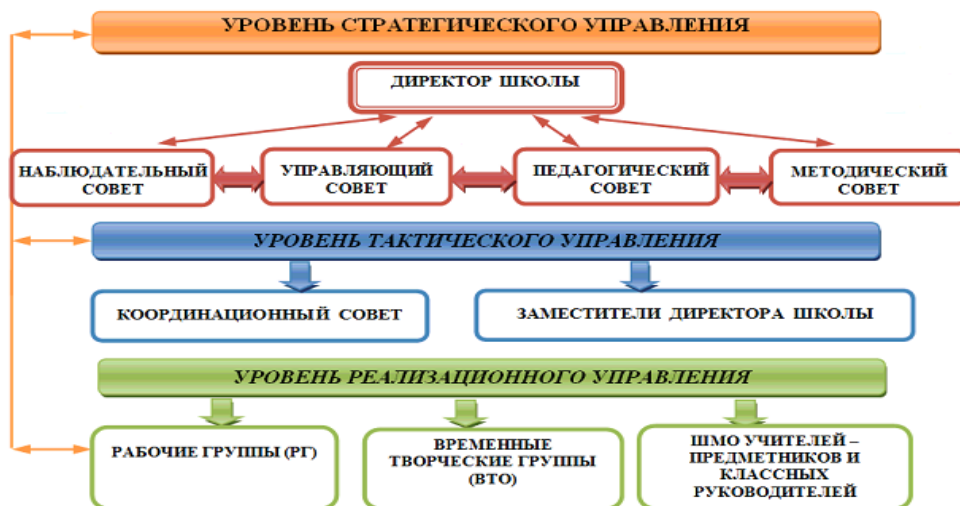 УРОВЕНЬ СТРАТЕГИЧЕСКОГО УПРАВЛЕНИЯ
ДИРЕКТОР ШКОЛЫ
НАБЛЮДАТЕЛЬНЫЙ
СОВЕТ
УПРАВЛЯЮЩИЙ
СОВЕТ
ПЕДАГОГИЧЕСКИЙ
СОВЕТ
МЕТОДИЧЕСКИЙ
СОВЕТ
УРОВЕНЬ ТАКТИЧЕСКОГО УПРАВЛЕНИЯ
КООРДИНАЦИОННЫЙ СОВЕТ
ЗАМЕСТИТЕЛИ ДИРЕКТОРА ШКОЛЫ
УРОВЕНЬ РЕАЛИЗАЦИОННОГО УПРАВЛЕНИЯ
РАБОЧИЕ ГРУППЫ (РГ)
ВРЕМЕННЫЕ
ТВОРЧЕСКИЕ ГРУППЫ
(ВТО)
ШМО УЧИТЕЛЕЙ –
ПРЕДМЕТНИКОВ И
КЛАССНЫХ
РУКОВОДИТЕЛЕЙ